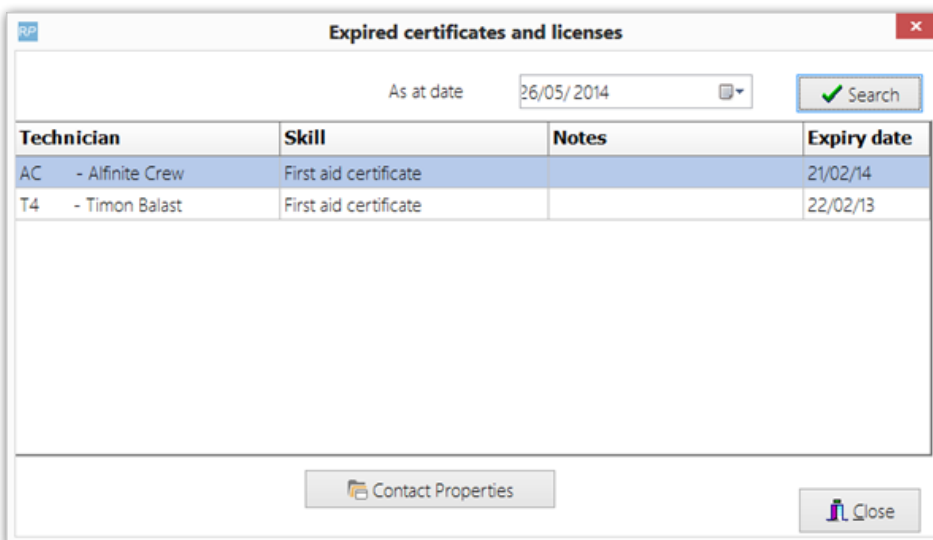 RP
Expired certificates and licenses
As at date 26/05/ 2014 Search
Technician Skill Notes Expiry date
AC - Alfinite Crew First aid certificate 21/02/14
T4 - Timon Balast First aid certificate 22/02/13
Contact Properties
Close